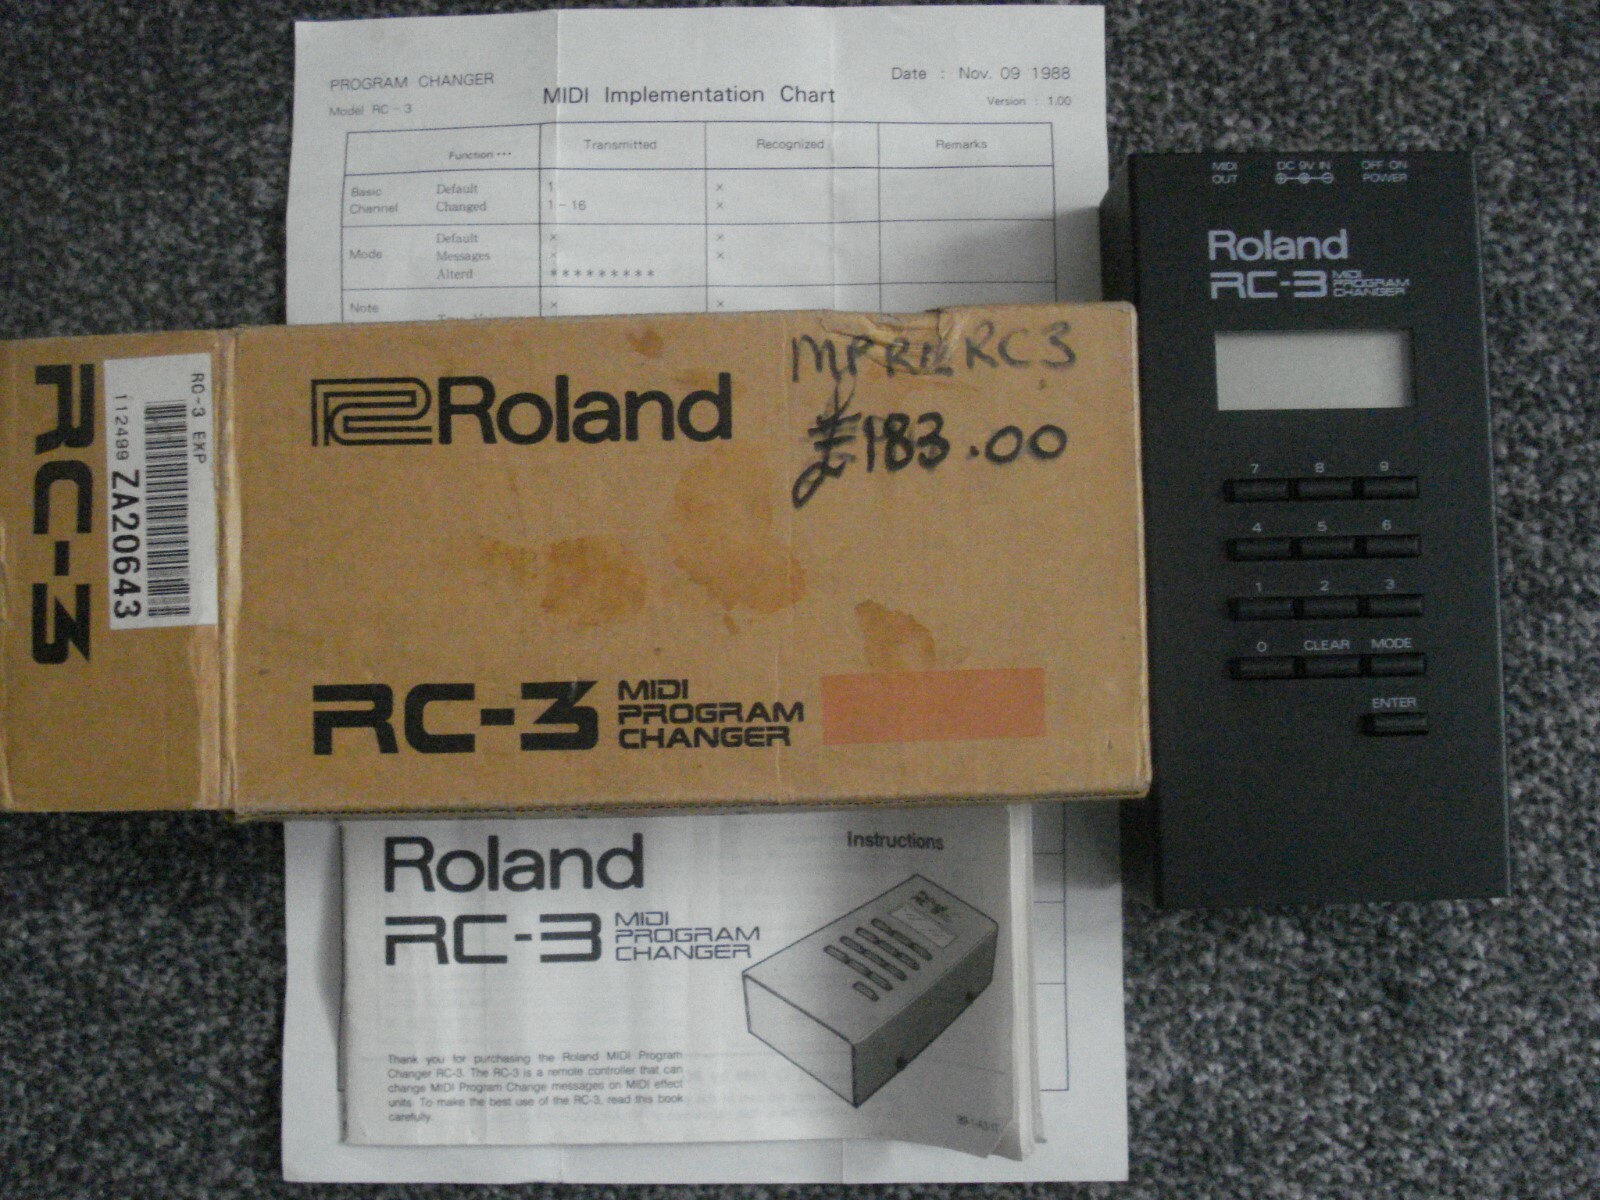 PROGRAM CHANGER
Model RC - 3
MIDI Implementation Chart
Date : Nov. 09 1988
Version : 1.00
Function ··· Transmitted Recognized Remarks
Basic Channel
Default 1 ×
Changed 1 - 16 ×
Mode
Default × ×
Messages × ×
Alterd * * * * * * * * *
Note × ×
RC-3
RC-3 EXP
112499 ZA20643
Roland
RC3
£183.00
RC-3 MIDI
PROGRAM
CHANGER
Roland
Instructions
RC-3 MIDI
PROGRAM
CHANGER
Thank you for purchasing the Roland MIDI Program
Changer RC-3. The RC-3 is a remote controller that can
change MIDI Program Change messages on MIDI effect
units. To make the best use of the RC-3, read this book
carefully.
MIDI OUT
DC 9V IN
OFF ON
POWER
Roland
RC-3 MIDI
PROGRAM
CHANGER
7 8 9
4 5 6
1 2 3
0 CLEAR MODE
ENTER